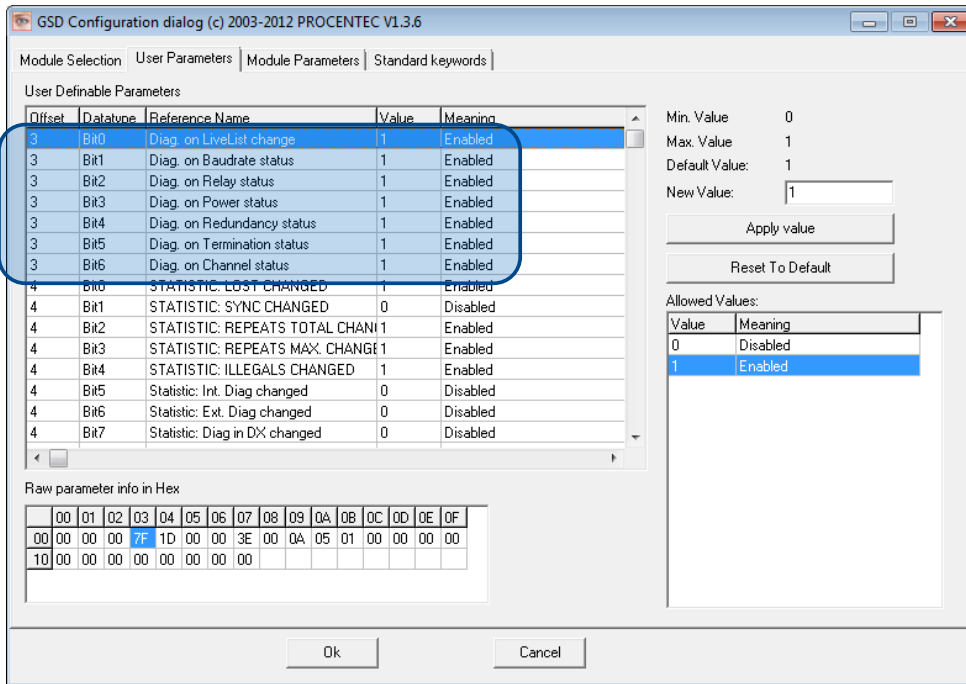 GSD Configuration dialog (c) 2003-2012 PROCENTEC V1.3.6
Module Selection User Parameters Module Parameters Standard keywords
User Definable Parameters
Offset Datatype Reference Name Value Meaning
3 Bit0 Diag. on LiveList change 1 Enabled
3 Bit1 Diag. on Baudrate status 1 Enabled
3 Bit2 Diag. on Relay status 1 Enabled
3 Bit3 Diag. on Power status 1 Enabled
3 Bit4 Diag. on Redundancy status 1 Enabled
3 Bit5 Diag. on Termination status 1 Enabled
3 Bit6 Diag. on Channel status 1 Enabled
4 Bit0 STATISTIC: LOST CHANGED 1 Enabled
4 Bit1 STATISTIC: SYNC CHANGED 0 Disabled
4 Bit2 STATISTIC: REPEATS TOTAL CHAN 1 Enabled
4 Bit3 STATISTIC: REPEATS MAX. CHANGE 1 Enabled
4 Bit4 STATISTIC: ILLEGALS CHANGED 1 Enabled
4 Bit5 Statistic: Int. Diag changed 0 Disabled
4 Bit6 Statistic: Ext. Diag changed 0 Disabled
4 Bit7 Statistic: Diag in DX changed 0 Disabled
Min. Value 0
Max. Value 1
Default Value: 1
New Value: 1
Apply value
Reset To Default
Allowed Values:
Value Meaning
0 Disabled
1 Enabled
Raw parameter info in Hex
00 01 02 03 04 05 06 07 08 09 0A 0B 0C 0D 0E 0F
00 00 00 00 7F 1D 00 00 3E 00 0A 05 01 00 00 00 00
10 00 00 00 00 00 00 00 00
Ok Cancel